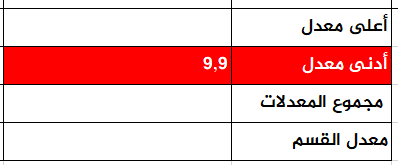 أعلى معدل
أدنى معدل 9,9
مجموع المعدلات
معدل القسم